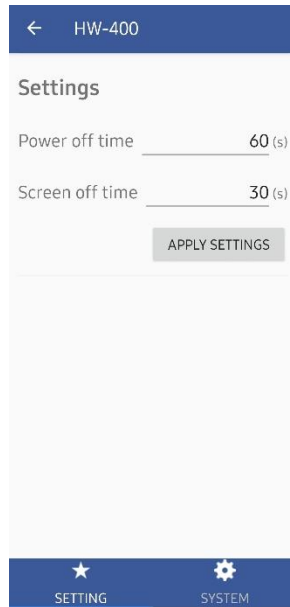 HW-400
Settings
Power off time 60 (s)
Screen off time 30 (s)
APPLY SETTINGS
SETTING SYSTEM